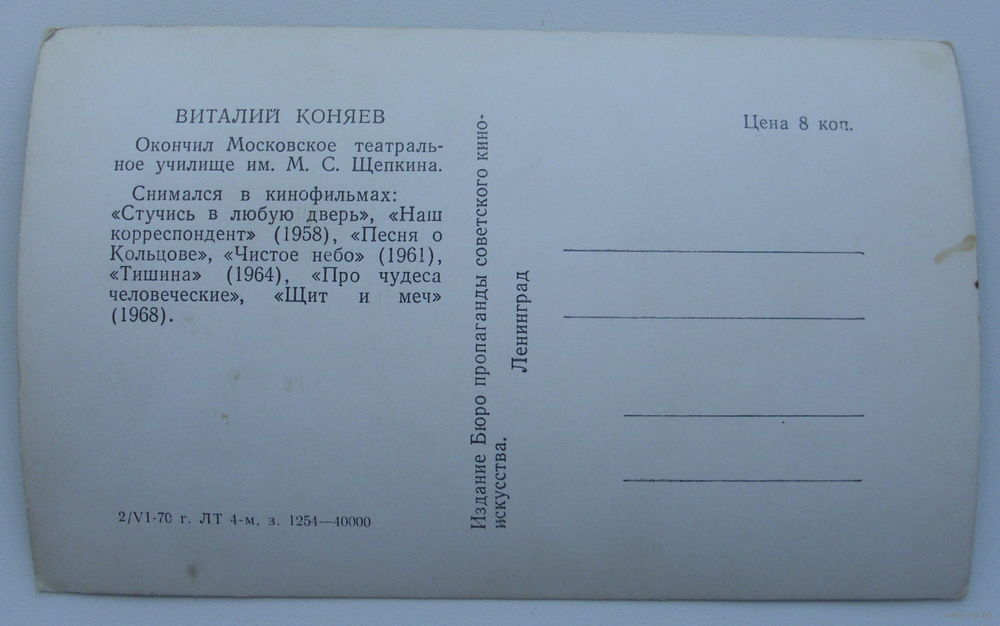 ВИТАЛИЙ КОНЯЕВ
Окончил Московское театраль-
ное училище им. М. С. Щепкина.
Снимался в кинофильмах:
«Стучись в любую дверь», «Наш
корреспондент» (1958), «Песня о
Кольцове», «Чистое небо» (1961),
«Тишина» (1964), «Про чудеса
человеческие», «Щит и меч»
(1968).
2/VI-70 г. ЛТ 4-м, з. 1254—40000
Издание Бюро пропаганды советского кино-
искусства.
Ленинград
Цена 8 коп.